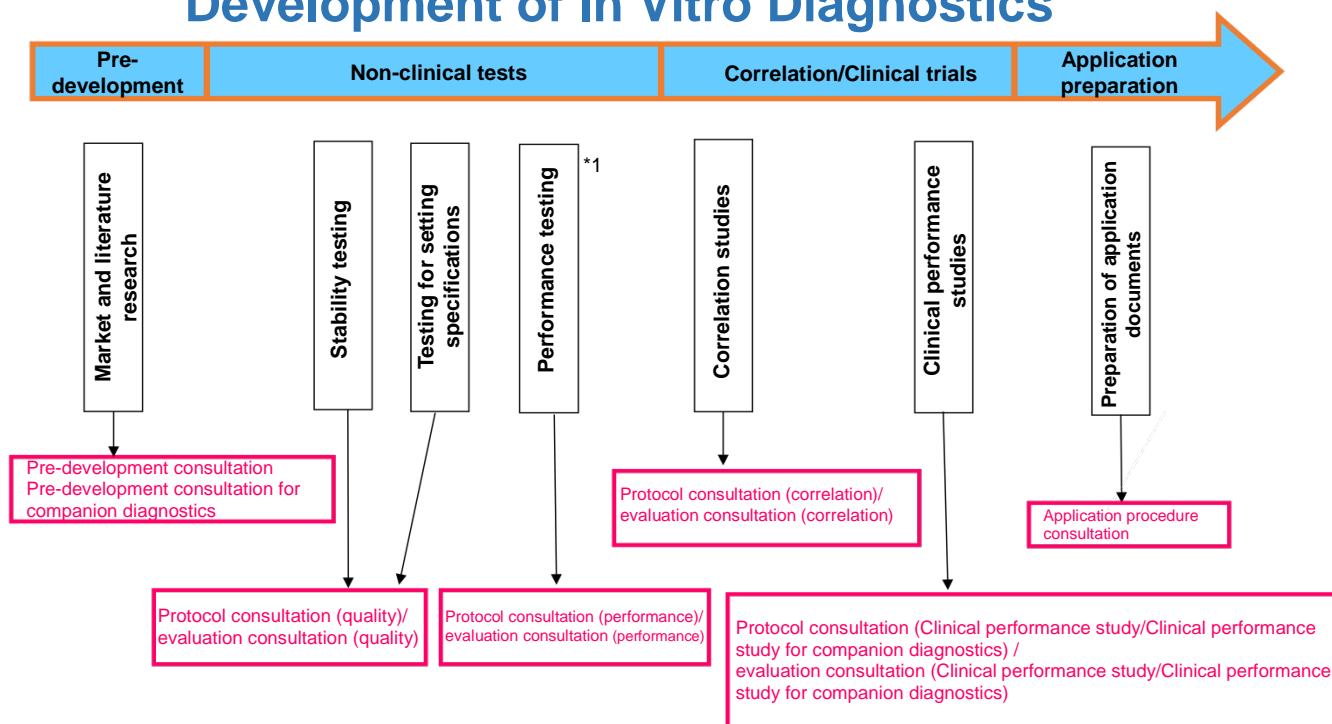 Development of In Vitro Diagnostics
Pre-
development
Non-clinical tests
Correlation/Clinical trials
Application
preparation
Market and literature
research
Stability testing
Testing for setting
specifications
Performance testing
*1
Correlation studies
Clinical performance
studies
Preparation of application
documents
Pre-development consultation
Pre-development consultation for
companion diagnostics
Protocol consultation (correlation)/
evaluation consultation (correlation)
Application procedure
consultation
Protocol consultation (quality)/
evaluation consultation (quality)
Protocol consultation (performance)/
evaluation consultation (performance)
Protocol consultation (Clinical performance study/Clinical performance
study for companion diagnostics) /
evaluation consultation (Clinical performance study/Clinical performance
study for companion diagnostics)